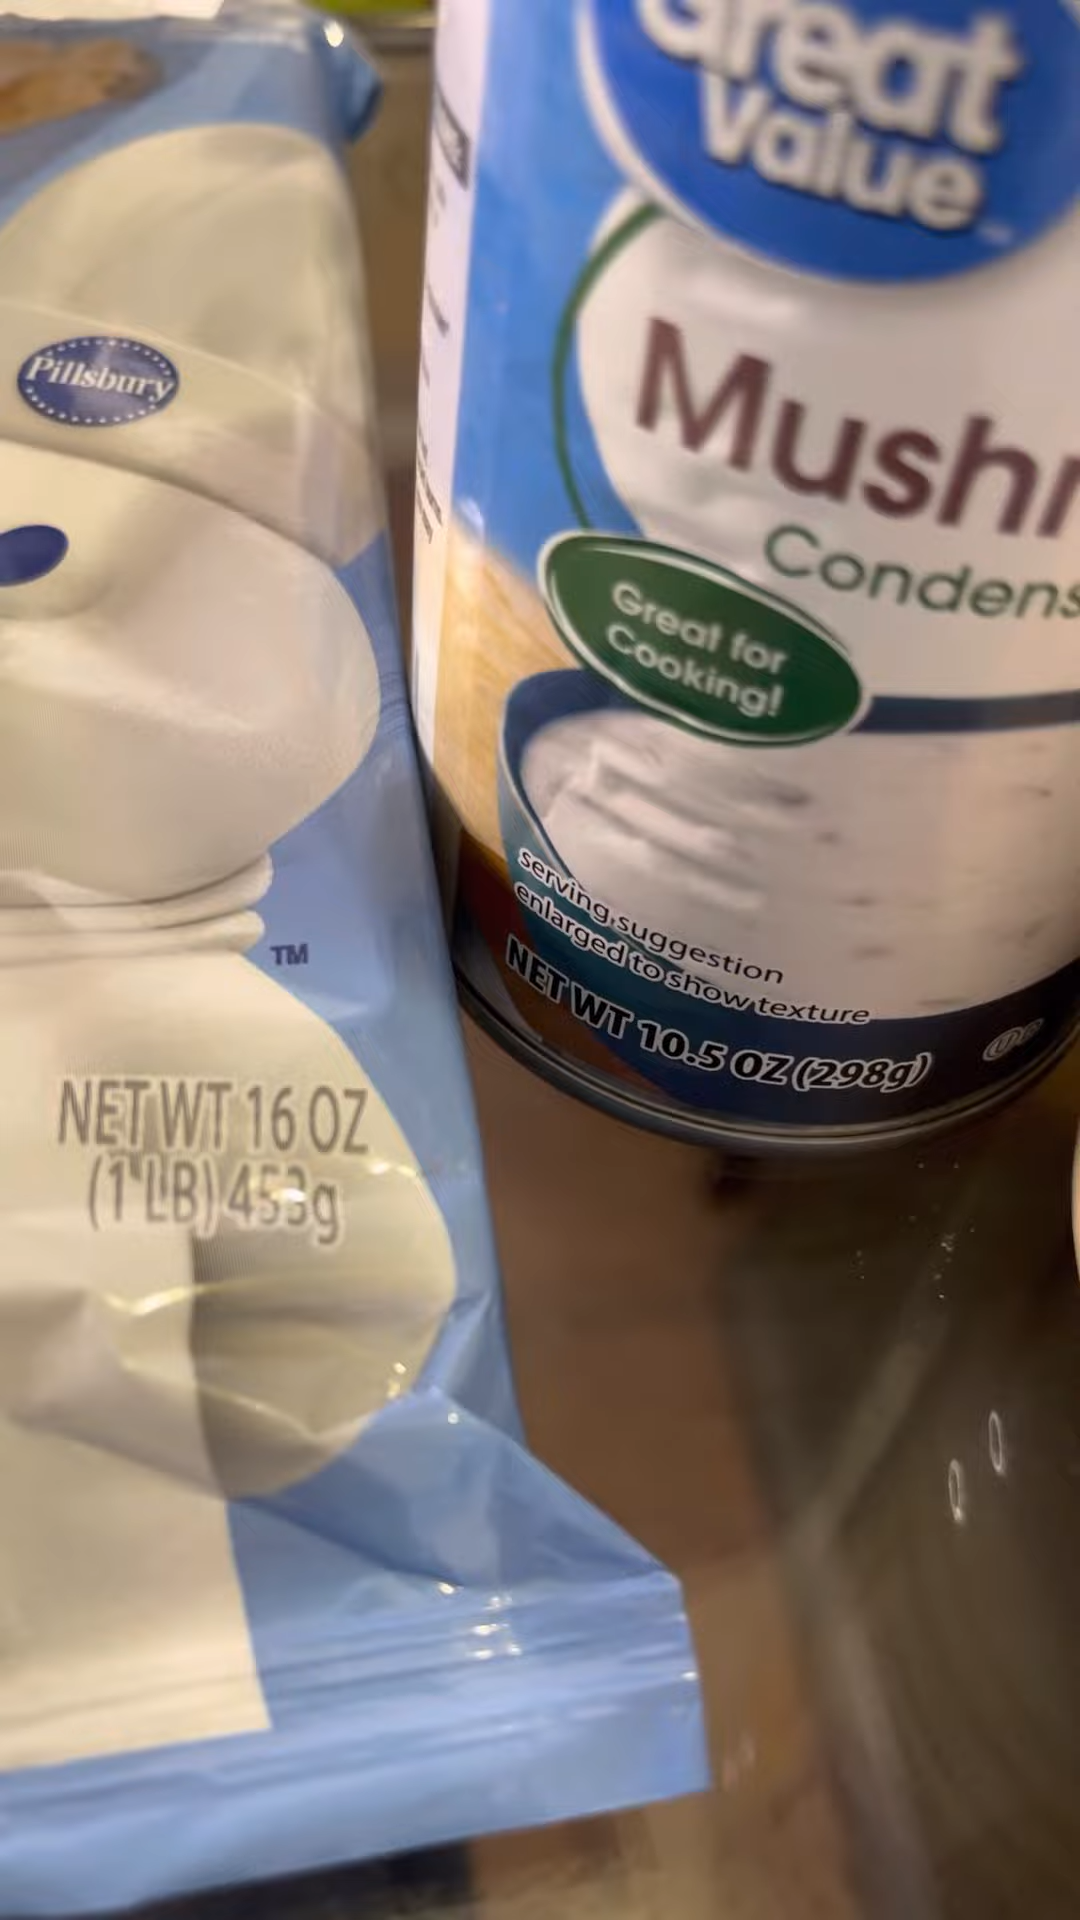 Pillsbury
TM
NET WT 16 OZ
(1 LB) 453g
Great
Value
Mushr
Condens
Great for
Cooking!
serving suggestion
enlarged to show texture
NET WT 10.5 OZ (298g)